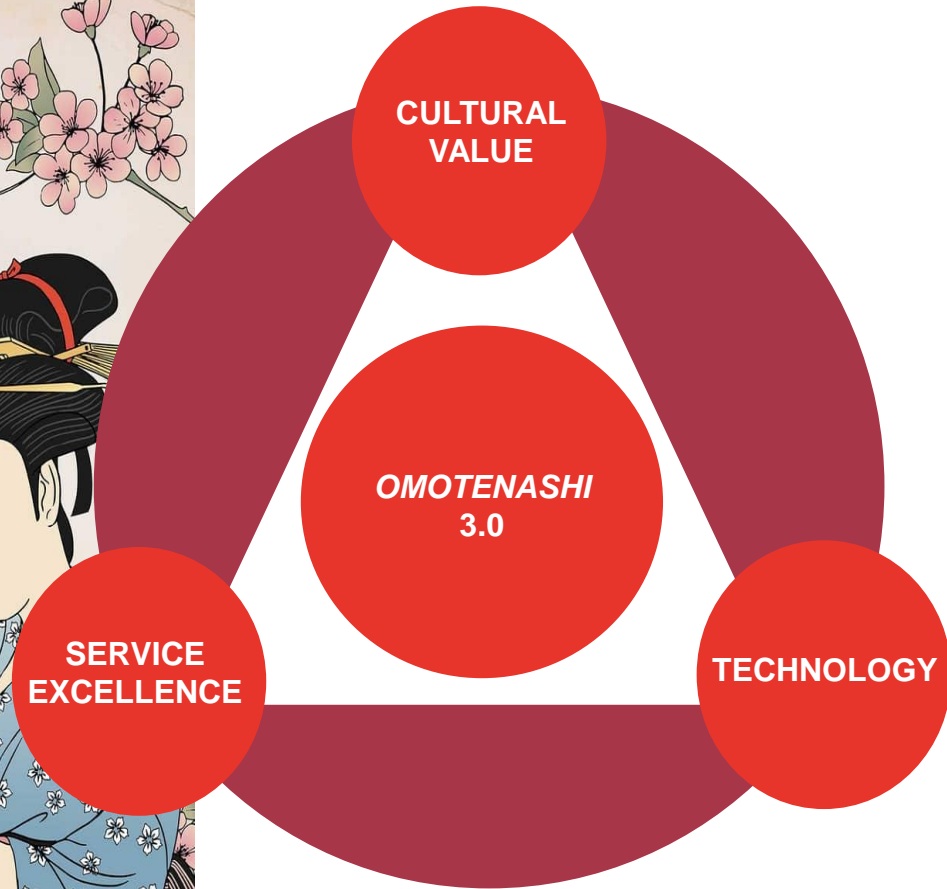 CULTURAL
VALUE
OMOTENASHI
3.0
SERVICE
EXCELLENCE
TECHNOLOGY